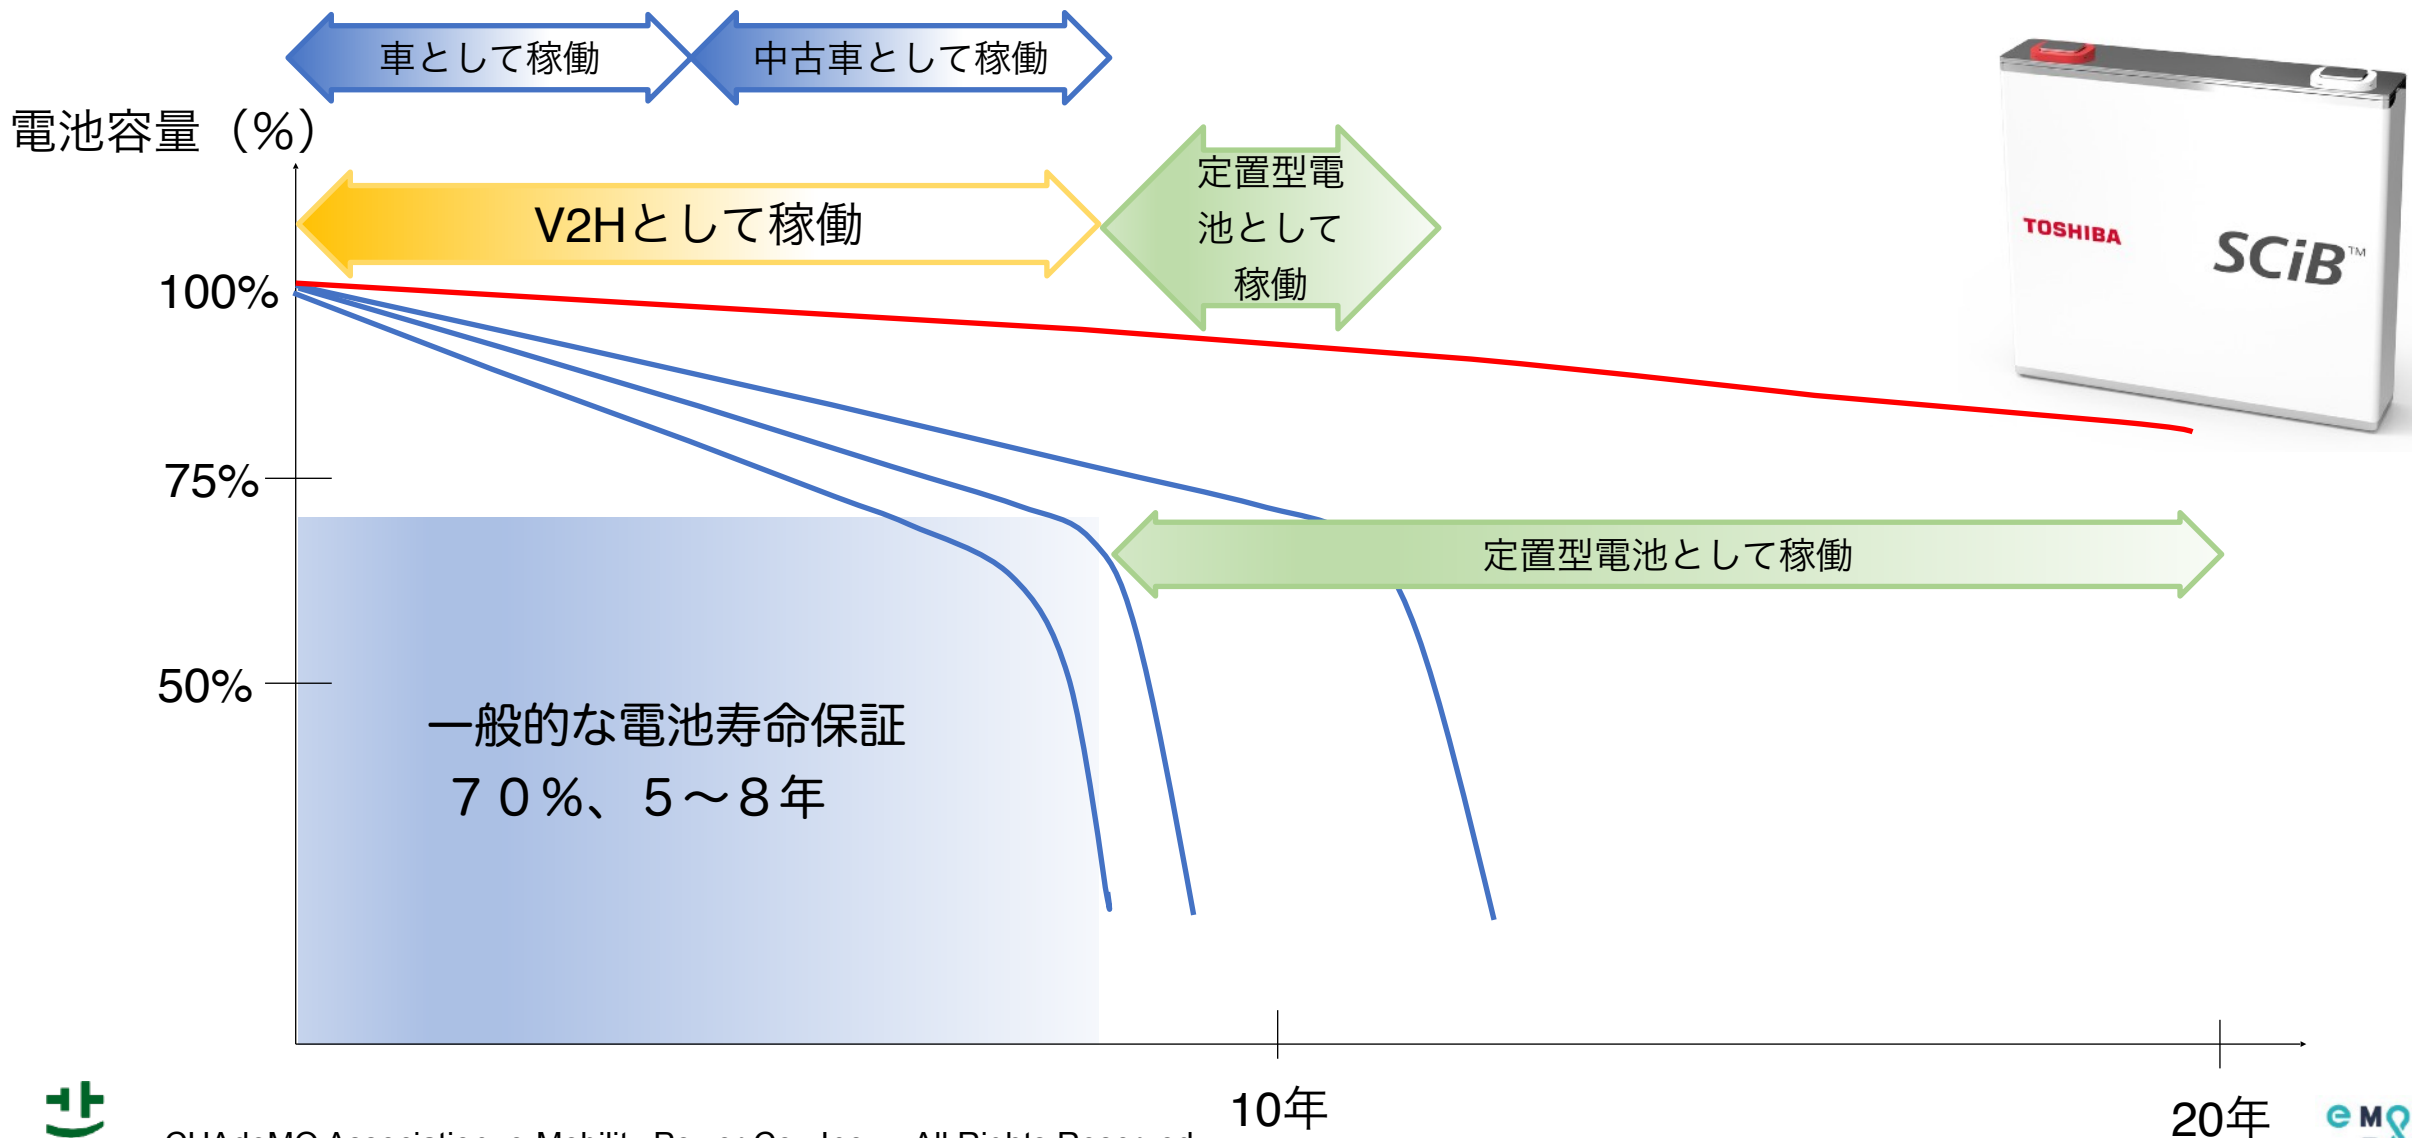 車として稼働
中古車として稼働
電池容量（％）
V2Hとして稼働
定置型電
池として
稼働
TOSHIBA
SCiB™
100%
75%
定置型電池として稼働
50%
一般的な電池寿命保証
７０％、５～８年
10年
20年
All Rights Reserved